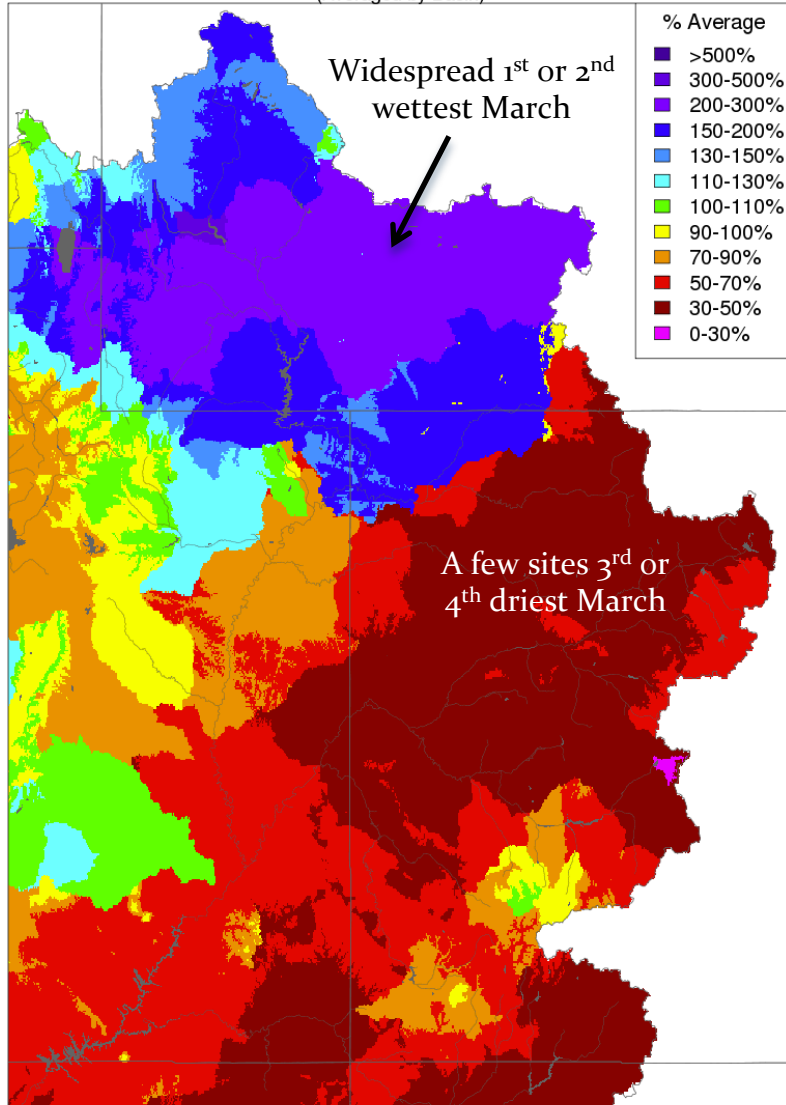 Widespread 1st or 2nd
wettest March
% Average
>500%
300-500%
200-300%
150-200%
130-150%
110-130%
100-110%
90-100%
70-90%
50-70%
30-50%
0-30%
A few sites 3rd or
4th driest March